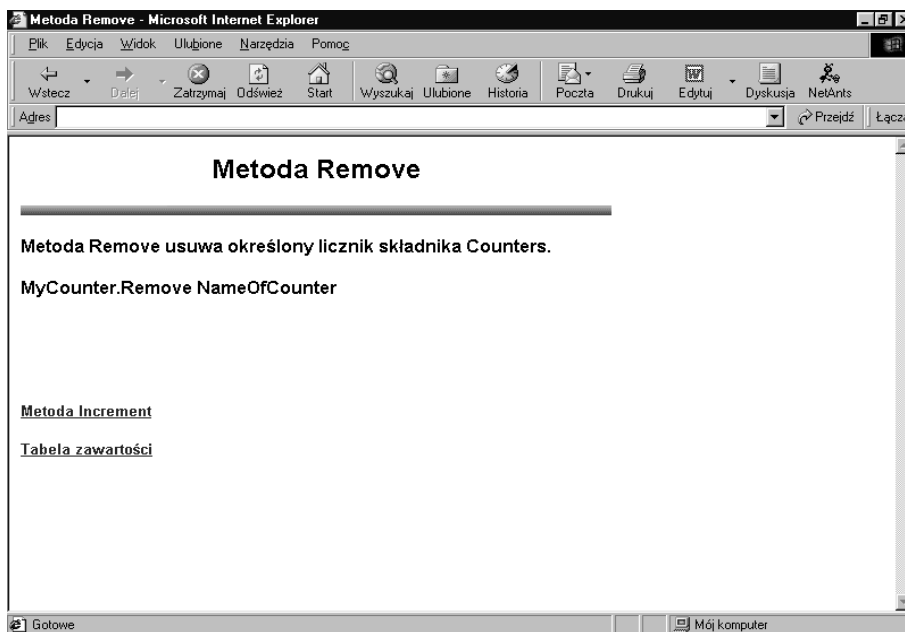 Metoda Remove - Microsoft Internet Explorer
Plik Edycja Widok Ulubione Narzędzia Pomoc
Wstecz Dalej Zatrzymaj Odśwież Start Wyszukaj Ulubione Historia Poczta Drukuj Edytuj Dyskusja NetAnts
Adres Przejdź Łącza
Metoda Remove
Metoda Remove usuwa określony licznik składnika Counters.
MyCounter.Remove NameOfCounter
Metoda Increment
Tabela zawartości
Gotowe Mój komputer